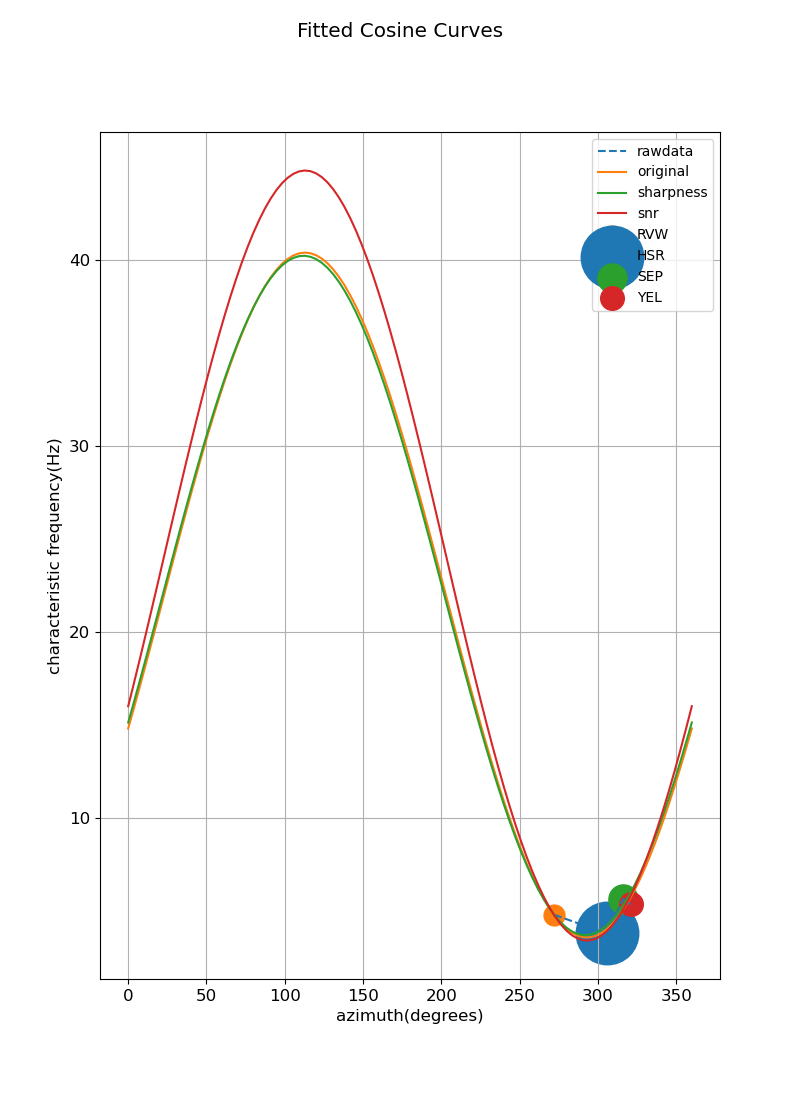 Fitted Cosine Curves
rawdata
original
sharpness
snr
RVW
HSR
SEP
YEL
characteristic frequency(Hz)
40
30
20
10
0 50 100 150 200 250 300 350
azimuth(degrees)